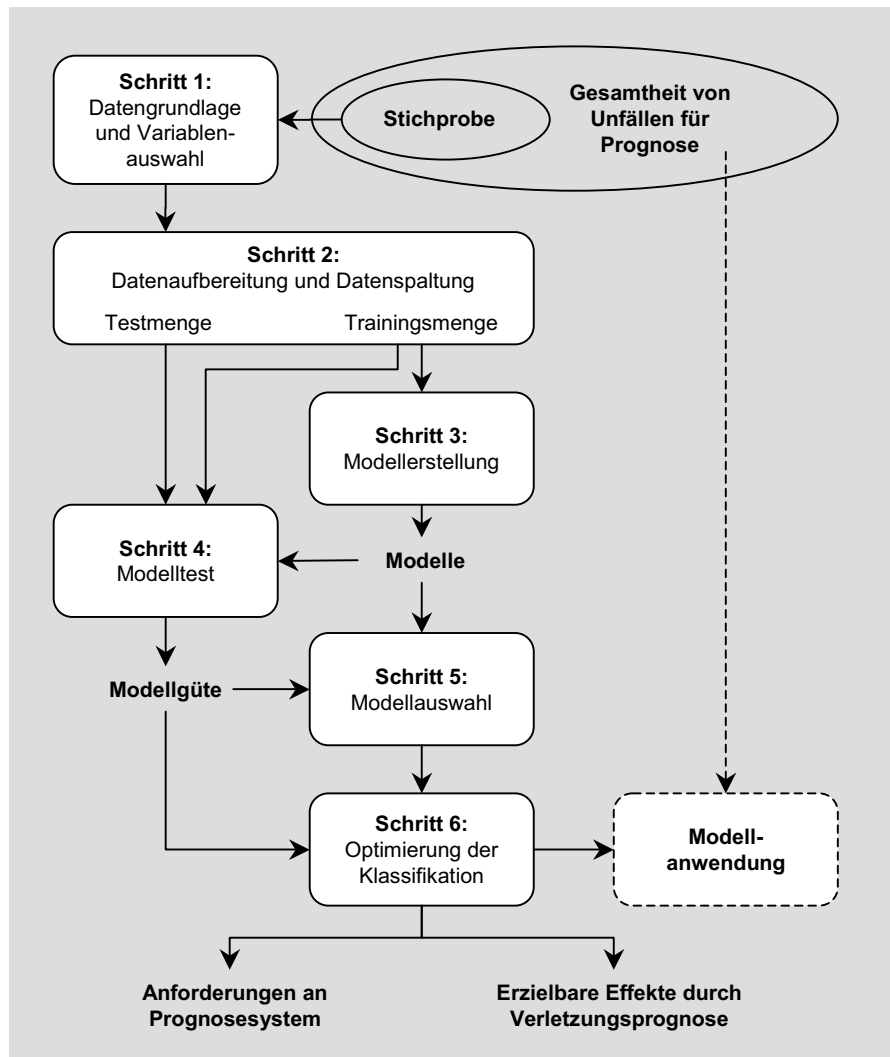 Schritt 1:
Datengrundlage
und Variablen-
auswahl
Stichprobe
Gesamtheit von
Unfällen für
Prognose
Schritt 2:
Datenaufbereitung und Datenspaltung
Testmenge
Trainingsmenge
Schritt 3:
Modellerstellung
Schritt 4:
Modelltest
Modelle
Modellgüte
Schritt 5:
Modellauswahl
Schritt 6:
Optimierung der
Klassifikation
Modell-
anwendung
Anforderungen an
Prognosesystem
Erzielbare Effekte durch
Verletzungsprognose